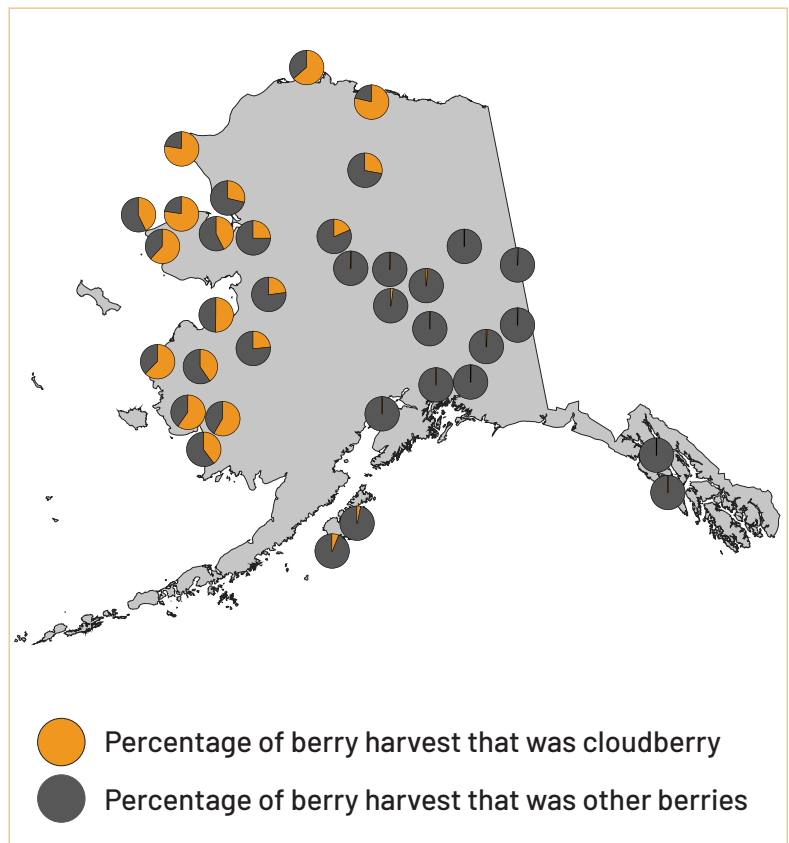 Percentage of berry harvest that was cloudberry
Percentage of berry harvest that was other berries